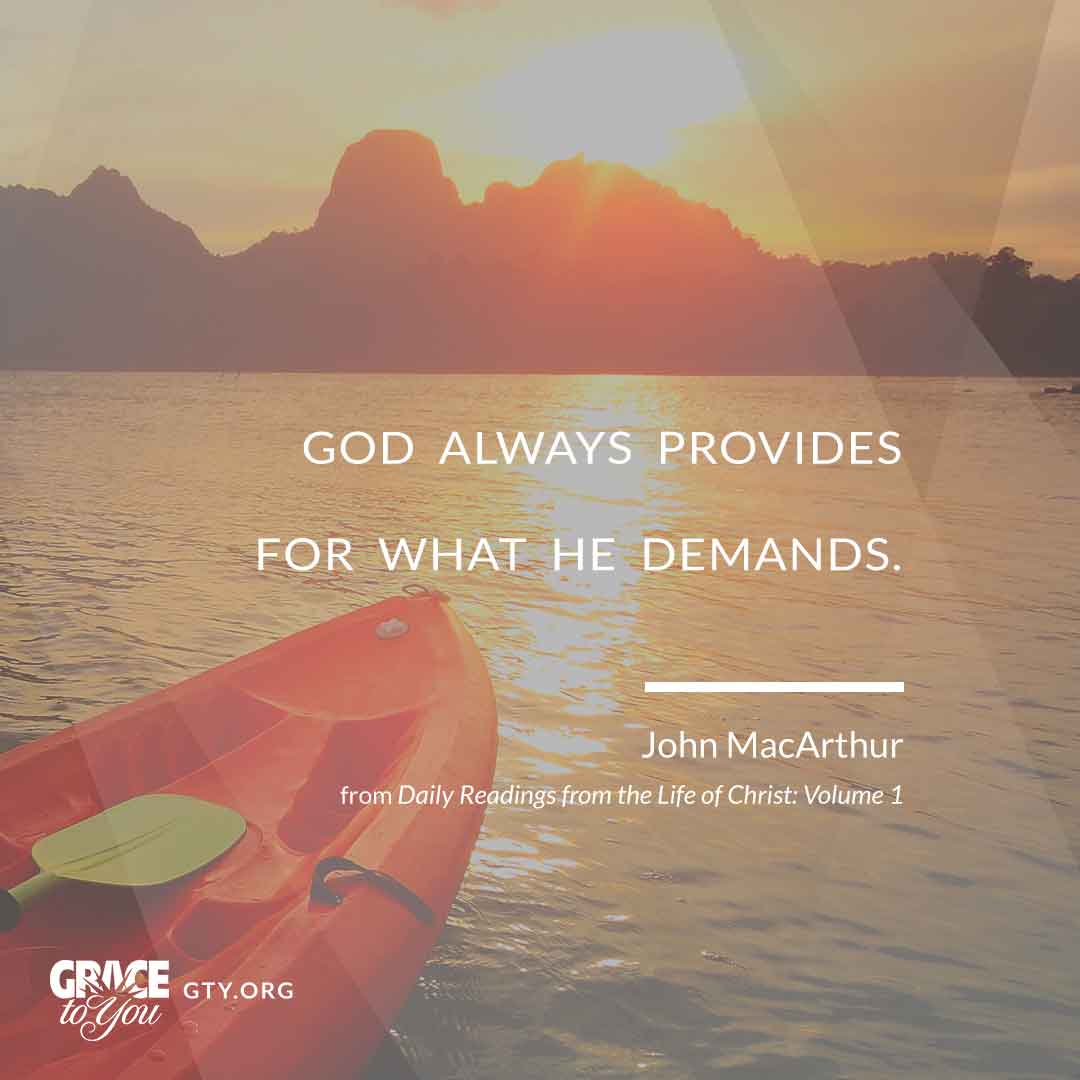 GOD ALWAYS PROVIDES
FOR WHAT HE DEMANDS.
John MacArthur
from Daily Readings from the Life of Christ: Volume 1
GRACE
to You
GTY.ORG